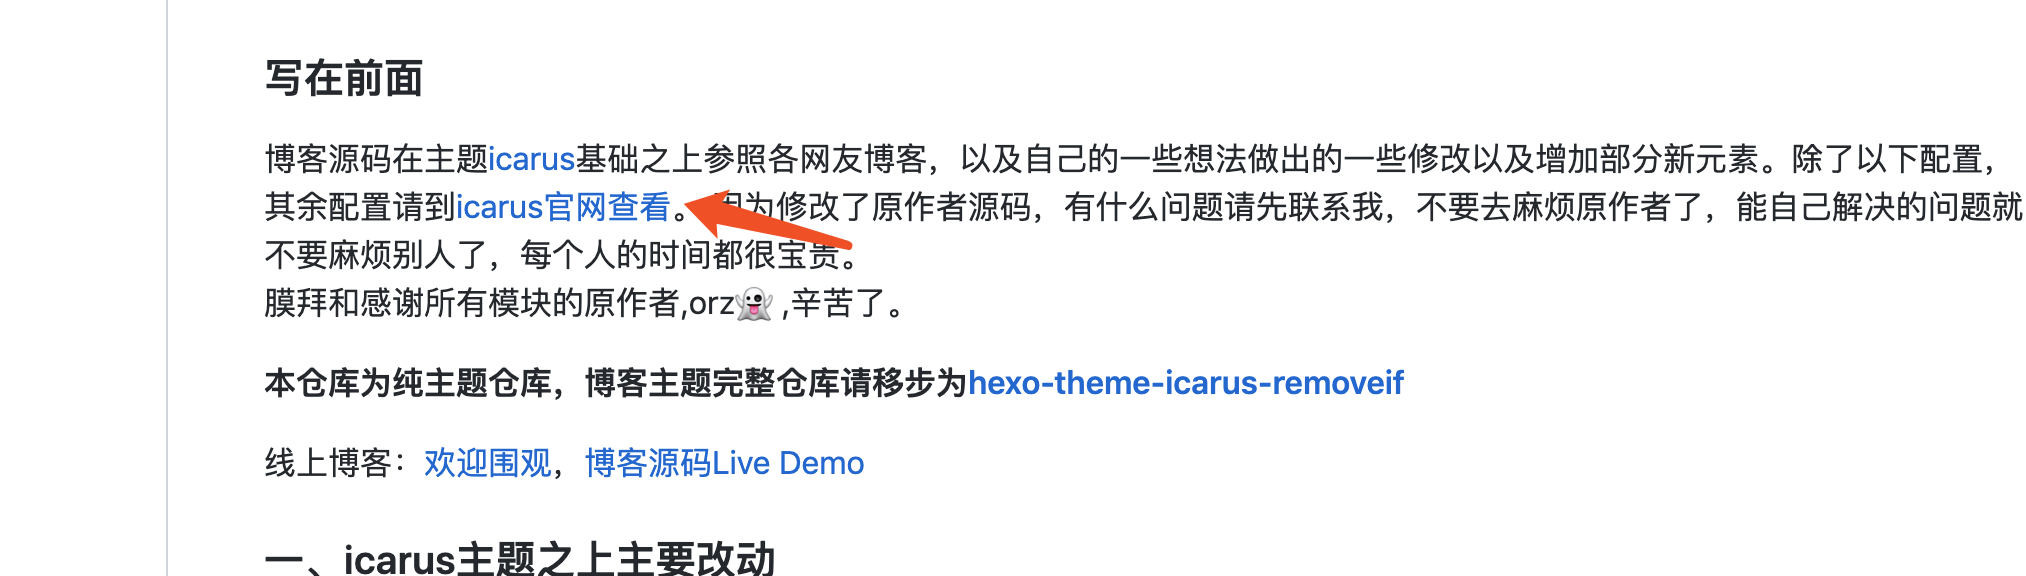 写在前面
博客源码在主题icarus基础之上参照各网友博客，以及自己的一些想法做出的一些修改以及增加部分新元素。除了以下配置，
其余配置请到icarus官网查看。因为修改了原作者源码，有什么问题请先联系我，不要去麻烦原作者了，能自己解决的问题就
不要麻烦别人了，每个人的时间都很宝贵。
膜拜和感谢所有模块的原作者,orz👻 ,辛苦了。
本仓库为纯主题仓库，博客主题完整仓库请移步为hexo-theme-icarus-removeif
线上博客：欢迎围观，博客源码Live Demo
一、icarus主题之上主要改动